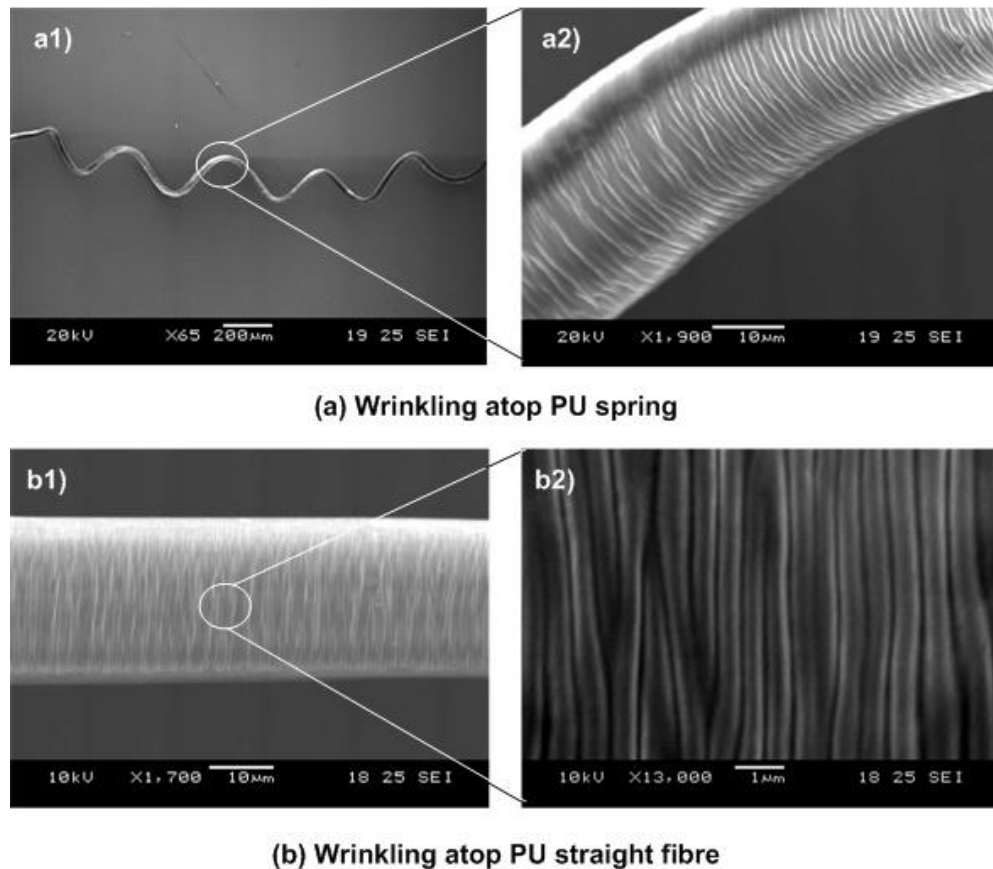 a1)
20kV X65 200µm 19 25 SEI
a2)
20kV X1,900 10µm 19 25 SEI
(a) Wrinkling atop PU spring
b1)
10kV X1,700 10µm 18 25 SEI
b2)
10kV X13,000 1µm 18 25 SEI
(b) Wrinkling atop PU straight fibre